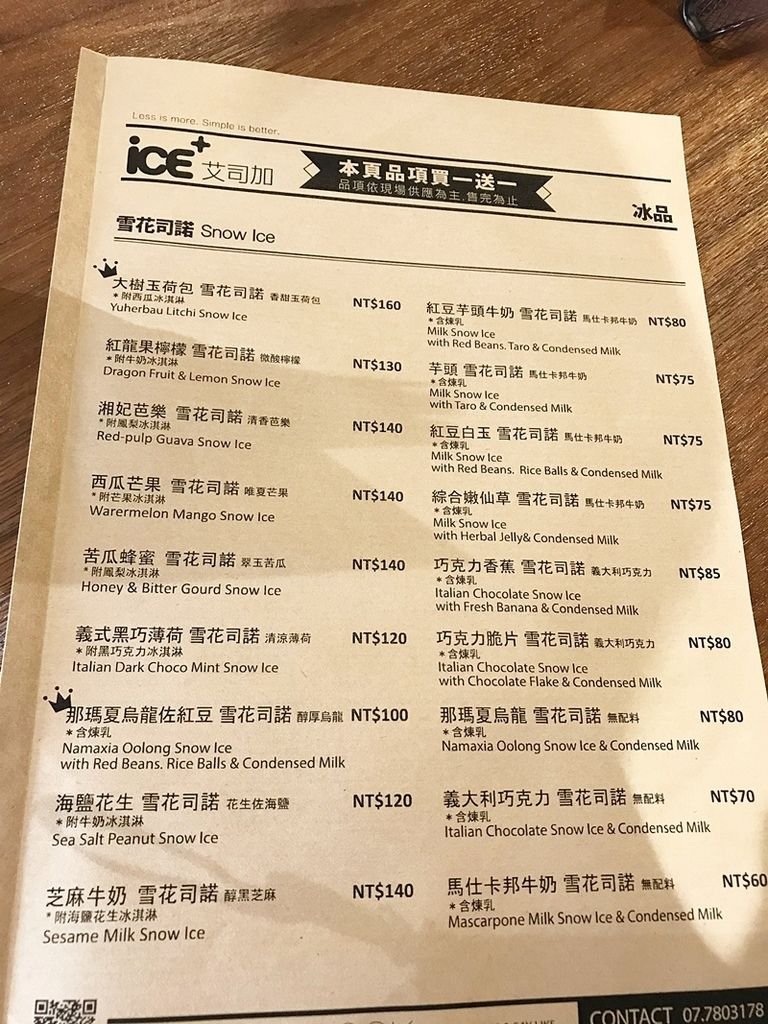 Less is more. Simple is better.
iCE+ 艾司加
本頁品項買一送一
品項依現場供應為主,售完為止
冰品
雪花司諾 Snow Ice
大樹玉荷包 雪花司諾 香甜玉荷包 NT$160
*附西瓜冰淇淋
Yuherbau Litchi Snow Ice
紅龍果檸檬 雪花司諾 微酸檸檬 NT$130
*附牛奶冰淇淋
Dragon Fruit & Lemon Snow Ice
湘妃芭樂 雪花司諾 清香芭樂 NT$140
*附鳳梨冰淇淋
Red-pulp Guava Snow Ice
西瓜芒果 雪花司諾 唯夏芒果 NT$140
*附芒果冰淇淋
Warermelon Mango Snow Ice
苦瓜蜂蜜 雪花司諾 翠玉苦瓜 NT$140
*附鳳梨冰淇淋
Honey & Bitter Gourd Snow Ice
義式黑巧薄荷 雪花司諾 清涼薄荷 NT$120
*附黑巧克力冰淇淋
Italian Dark Choco Mint Snow Ice
那瑪夏烏龍佐紅豆 雪花司諾 醇厚烏龍 NT$100
*含煉乳
Namaxia Oolong Snow Ice
with Red Beans. Rice Balls & Condensed Milk
海鹽花生 雪花司諾 花生佐海鹽 NT$120
*附牛奶冰淇淋
Sea Salt Peanut Snow Ice
芝麻牛奶 雪花司諾 醇黑芝麻 NT$140
*附海鹽花生冰淇淋
Sesame Milk Snow Ice
紅豆芋頭牛奶 雪花司諾 馬仕卡邦牛奶 NT$80
*含煉乳
Milk Snow Ice
with Red Beans. Taro & Condensed Milk
芋頭 雪花司諾 馬仕卡邦牛奶 NT$75
*含煉乳
Milk Snow Ice
with Taro & Condensed Milk
紅豆白玉 雪花司諾 馬仕卡邦牛奶 NT$75
*含煉乳
Milk Snow Ice
with Red Beans. Rice Balls & Condensed Milk
綜合嫩仙草 雪花司諾 馬仕卡邦牛奶 NT$75
*含煉乳
Milk Snow Ice
with Herbal Jelly& Condensed Milk
巧克力香蕉 雪花司諾 義大利巧克力 NT$85
*含煉乳
Italian Chocolate Snow Ice
with Fresh Banana & Condensed Milk
巧克力脆片 雪花司諾 義大利巧克力 NT$80
*含煉乳
Italian Chocolate Snow Ice
with Chocolate Flake & Condensed Milk
那瑪夏烏龍 雪花司諾 無配料 NT$80
*含煉乳
Namaxia Oolong Snow Ice & Condensed Milk
義大利巧克力 雪花司諾 無配料 NT$70
*含煉乳
Italian Chocolate Snow Ice & Condensed Milk
馬仕卡邦牛奶 雪花司諾 無配料 NT$60
*含煉乳
Mascarpone Milk Snow Ice & Condensed Milk
CONTACT 07.7803178